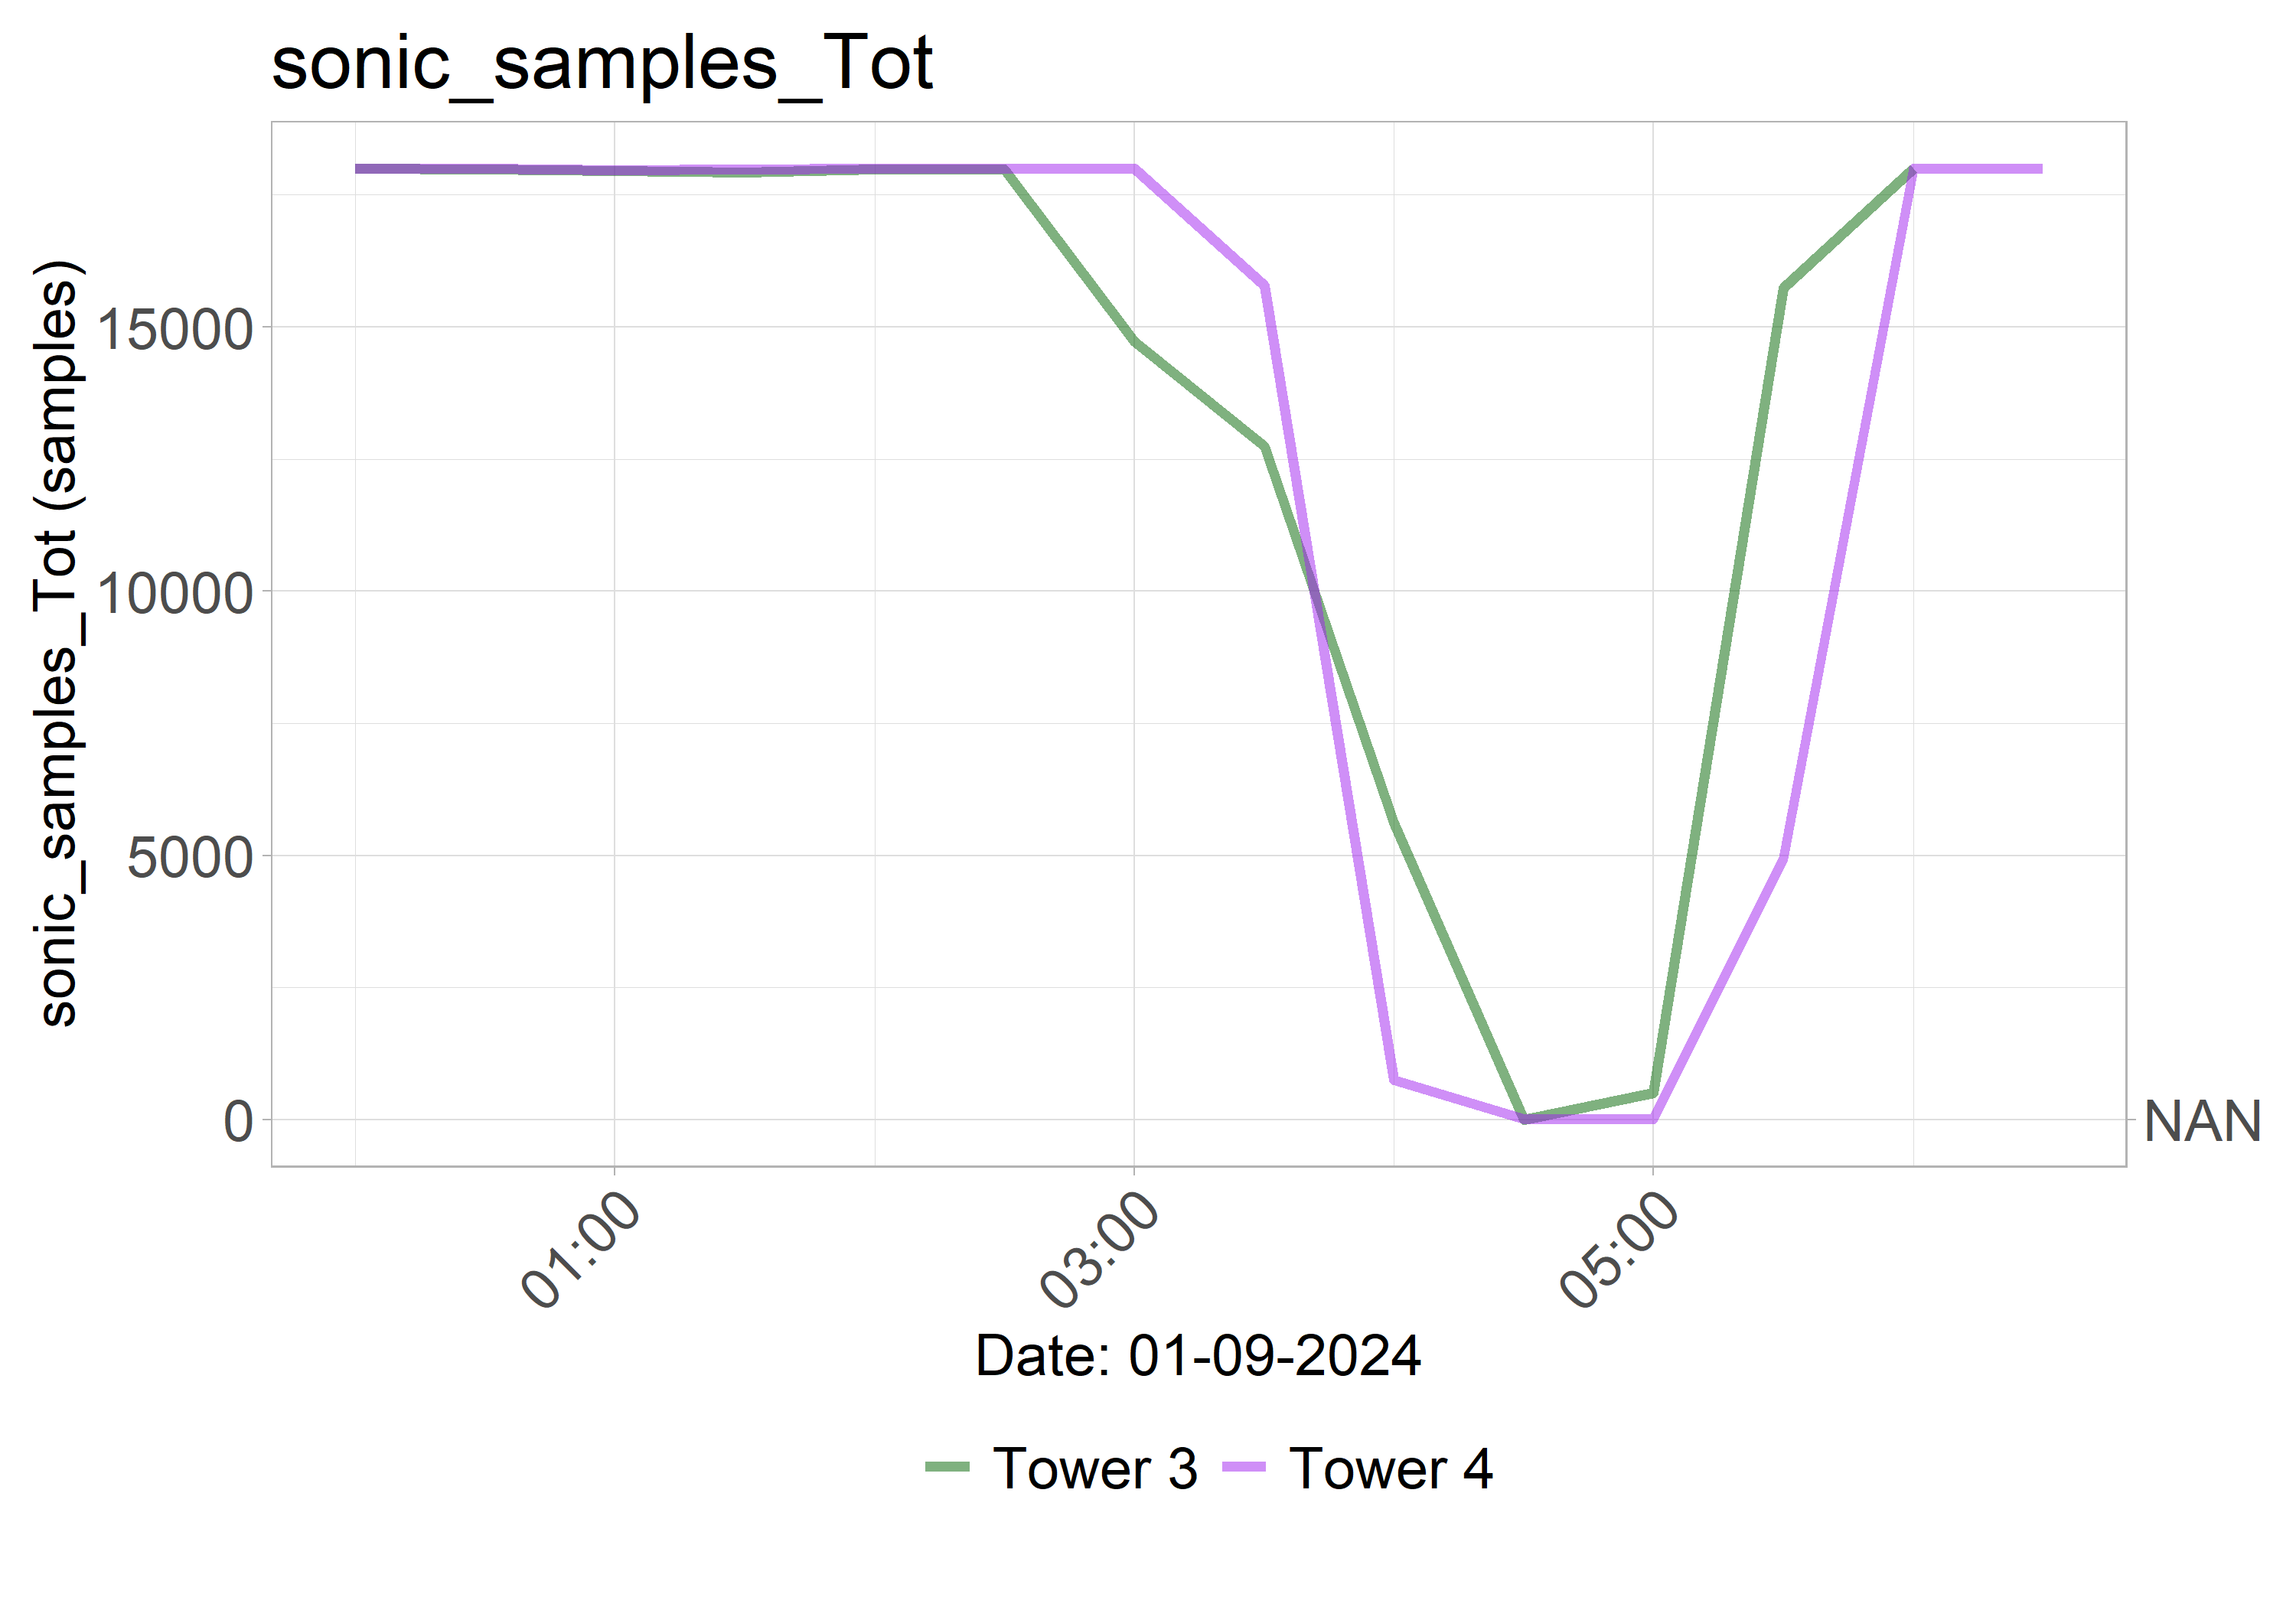 sonic_samples_Tot
sonic_samples_Tot (samples)
15000
10000
5000
0
NAN
01:00
03:00
05:00
Date: 01-09-2024
Tower 3
Tower 4